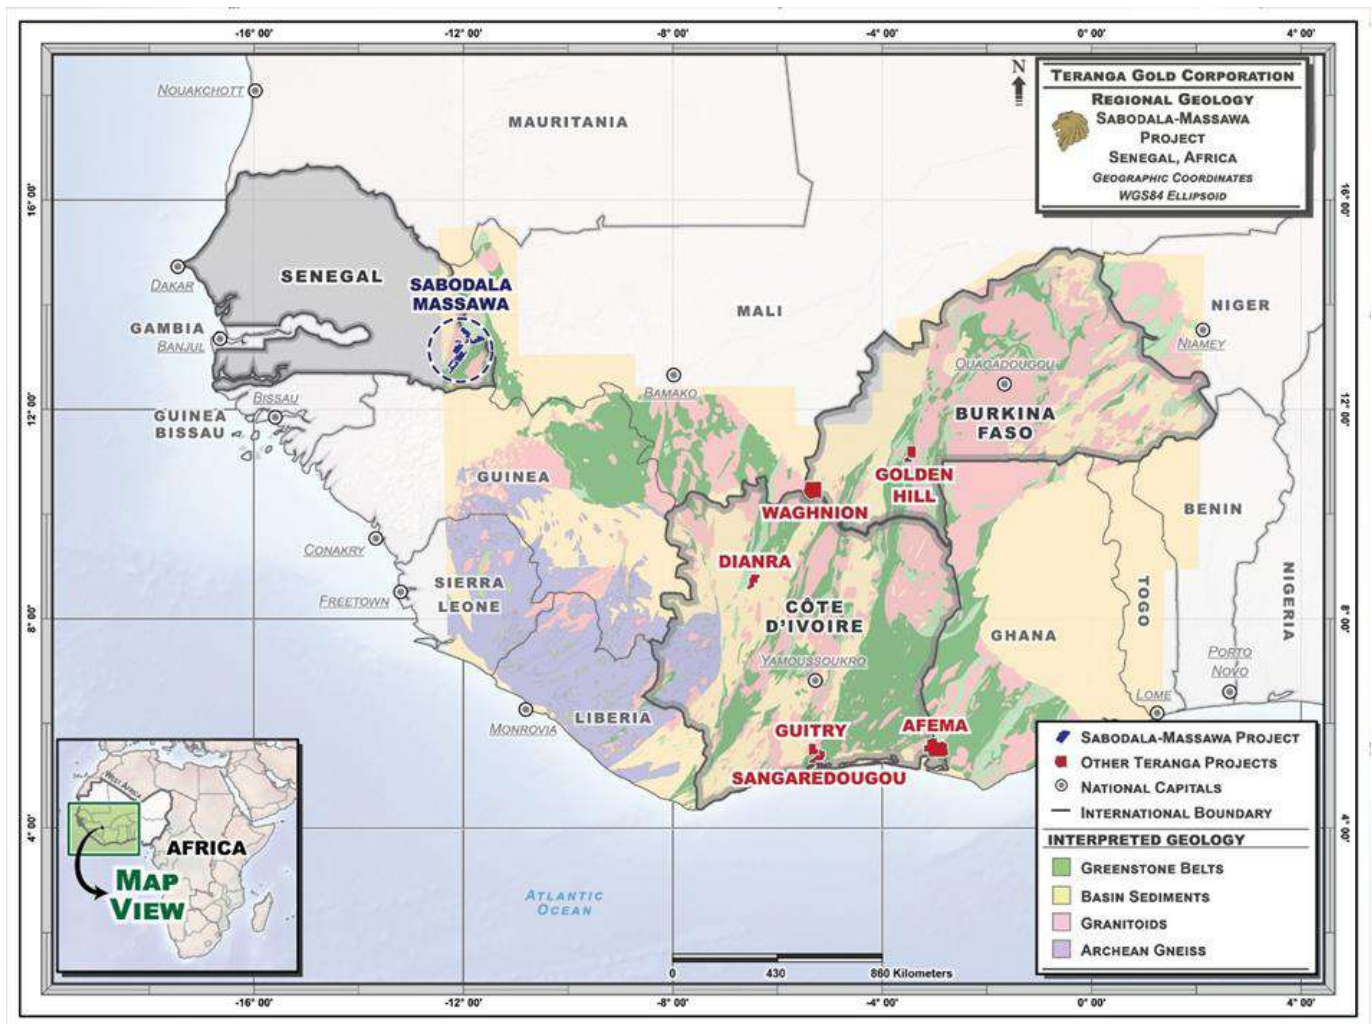 -16° 00'
-12° 00'
-8° 00'
-4° 00'
0° 00'
4° 00'
N
TERANGA GOLD CORPORATION
REGIONAL GEOLOGY
SABODALA-MASSAWA
PROJECT
SENEGAL, AFRICA
GEOGRAPHIC COORDINATES
WGS84 ELLIPSOID
NOUAKCHOTT
MAURITANIA
16° 00'
16° 00'
DAKAR
SENEGAL
SABODALA
MASSAWA
GAMBIA
BANJUL
MALI
NIGER
NIAMEY
OUAGADOUGOU
BISSAU
BAMAKO
12° 00'
GUINEA
BISSAU
BURKINA
FASO
12° 00'
GUINEA
GOLDEN
HILL
WAGHNION
BENIN
CONAKRY
DIANRA
FREETOWN
SIERRA
LEONE
CÔTE
D'IVOIRE
TOGO
NIGERIA
8° 00'
GHANA
YAMOUSSOUKRO
PORTO
NOVO
LOME
MONROVIA
LIBERIA
GUITRY
AFEMA
SANGAREDOUGOU
SABODALA-MASSAWA PROJECT
OTHER TERANGA PROJECTS
NATIONAL CAPITALS
INTERNATIONAL BOUNDARY
INTERPRETED GEOLOGY
GREENSTONE BELTS
BASIN SEDIMENTS
GRANITOIDS
ARCHEAN GNEISS
WEST AFRICA
AFRICA
MAP
VIEW
4° 00'
ATLANTIC
OCEAN
0
430
860 Kilometers
-16° 00'
-12° 00'
-8° 00'
-4° 00'
0° 00'
4° 00'